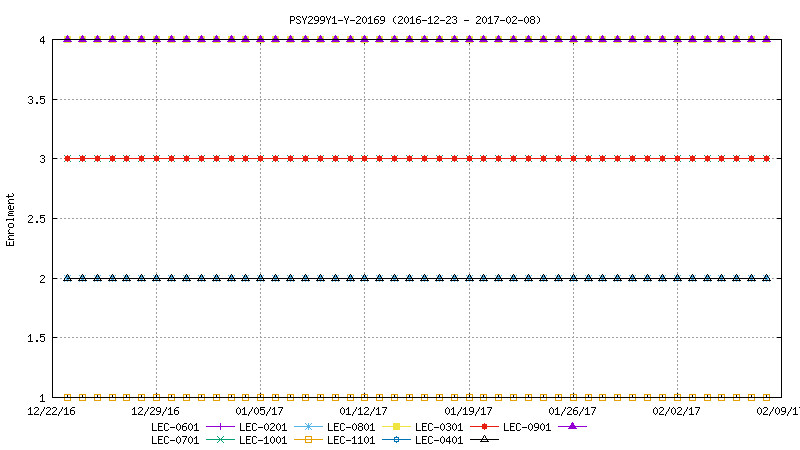 PSY299Y1-Y-20169 (2016-12-23 - 2017-02-08)
4
3.5
3
2.5
2
1.5
1
Enrolment
12/22/16 12/29/16 01/05/17 01/12/17 01/19/17 01/26/17 02/02/17 02/09/17
LEC-0601 LEC-0201 LEC-0801 LEC-0301 LEC-0901
LEC-0701 LEC-1001 LEC-1101 LEC-0401